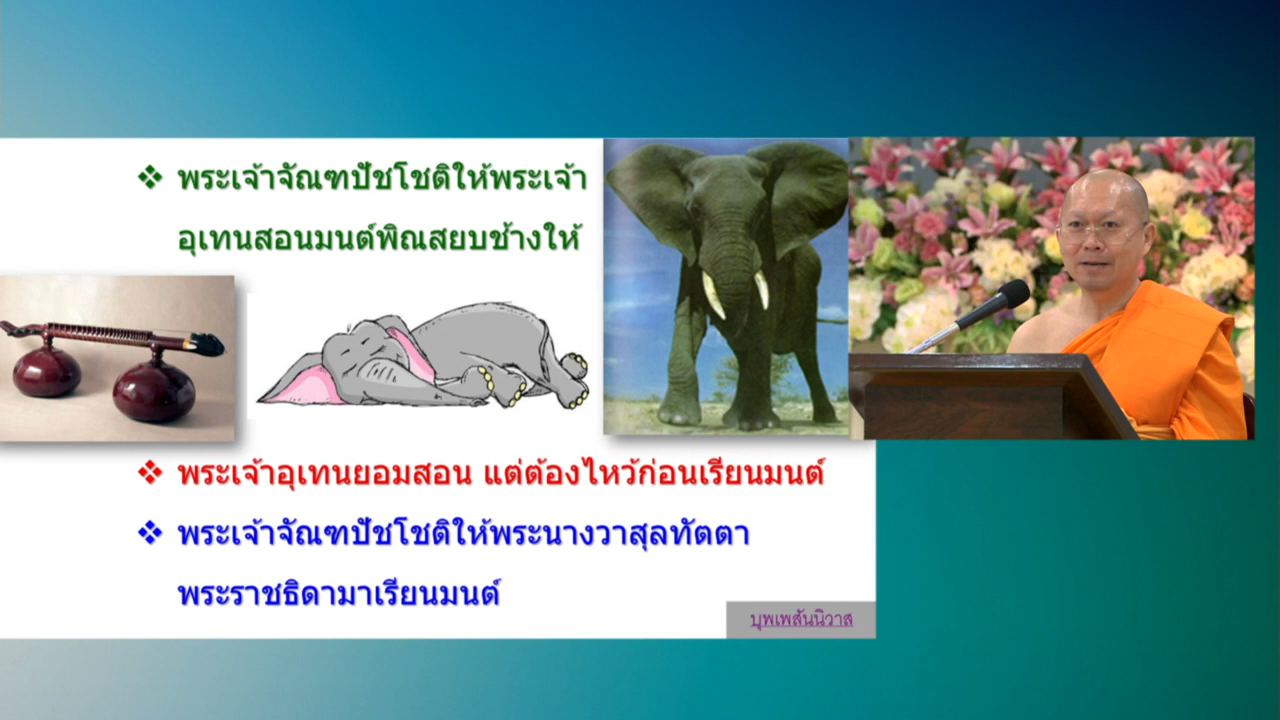 ❖ พระเจ้าจัณฑปัชโชติให้พระเจ้า
อุเทนสอนมนต์พิณสยบช้างให้
❖ พระเจ้าอุเทนยอมสอน แต่ต้องไหว้ก่อนเรียนมนต์
❖ พระเจ้าจัณฑปัชโชติให้พระนางวาสุลทัตตา
พระราชธิดามาเรียนมนต์
บุพเพสันนิวาส